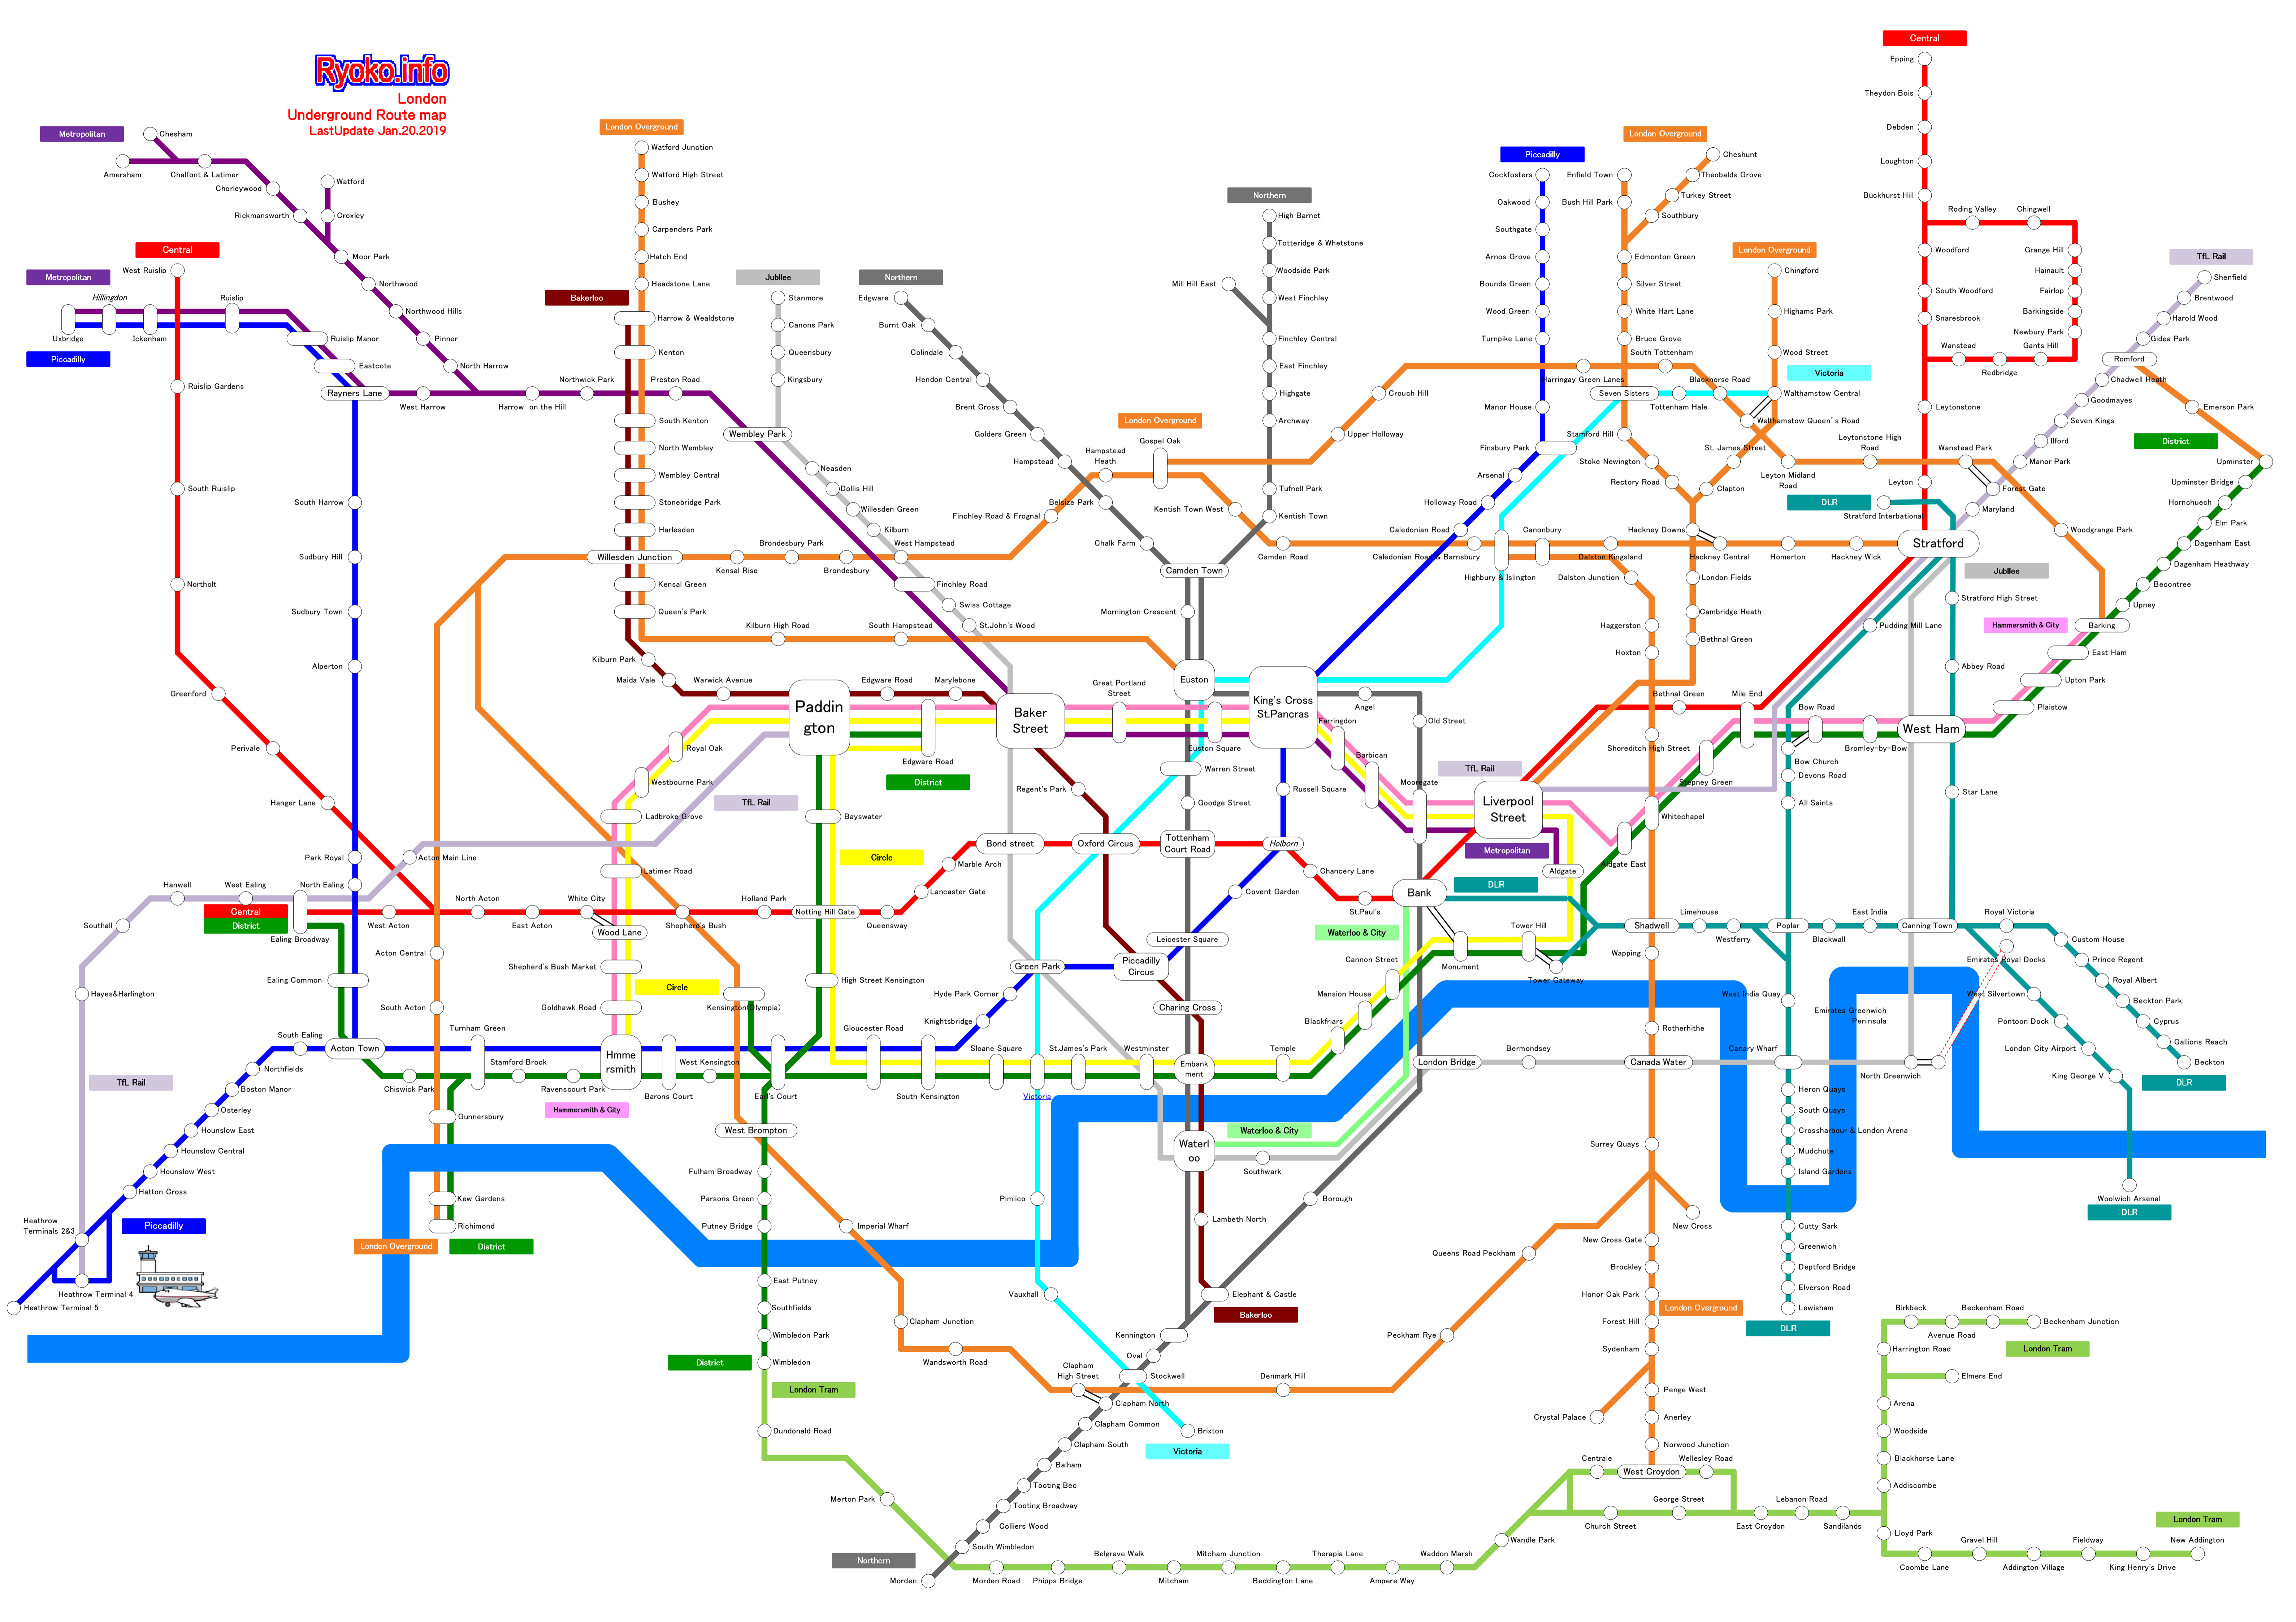 Ryoko.info
London
Underground Route map
LastUpdate Jan.20.2019
Central
Epping
Theydon Bois
Debden
Loughton
Buckhurst Hill
Roding Valley
Chingwell
Woodford
Grange Hill
Hainault
South Woodford
Fairlop
Snaresbrook
Barkingside
Newbury Park
Wanstead
Gants Hill
Redbridge
Leytonstone
Leyton
Stratford
Metropolitan
Chesham
Amersham
Chalfont & Latimer
Chorleywood
Watford
Rickmansworth
Croxley
Moor Park
Northwood
Northwood Hills
Pinner
North Harrow
Central
West Ruislip
Metropolitan
Hillingdon
Ruislip
Uxbridge
Ickenham
Piccadilly
Ruislip Manor
Eastcote
Rayners Lane
West Harrow
Harrow  on the Hill
Northwick Park
Preston Road
Ruislip Gardens
South Ruislip
Northolt
Greenford
Perivale
Hanger Lane
South Harrow
Sudbury Hill
Sudbury Town
Alperton
Park Royal
North Ealing
London Overground
Watford Junction
Watford High Street
Bushey
Carpenders Park
Hatch End
Headstone Lane
Bakerloo
Harrow & Wealdstone
Kenton
South Kenton
North Wembley
Wembley Central
Stonebridge Park
Harlesden
Willesden Junction
Kensal Green
Queen's Park
Kilburn Park
Maida Vale
Warwick Avenue
Kensal Rise
Brondesbury Park
Brondesbury
West Hampstead
Kilburn High Road
South Hampstead
Jubllee
Stanmore
Canons Park
Queensbury
Kingsbury
Wembley Park
Neasden
Dollis Hill
Willesden Green
Kilburn
Finchley Road
Swiss Cottage
St.John's Wood
Northern
Edgware
Burnt Oak
Colindale
Hendon Central
Brent Cross
Golders Green
Hampstead
Belsize Park
Chalk Farm
Camden Town
Mornington Crescent
Finchley Road & Frognal
Hampstead
Heath
London Overground
Gospel Oak
Northern
High Barnet
Totteridge & Whetstone
Woodside Park
Mill Hill East
West Finchley
Finchley Central
East Finchley
Highgate
Archway
Tufnell Park
Kentish Town
Kentish Town West
Camden Road
Upper Holloway
Crouch Hill
Piccadilly
Cockfosters
Oakwood
Southgate
Arnos Grove
Bounds Green
Wood Green
Turnpike Lane
Harringay Green Lanes
Manor House
Finsbury Park
Arsenal
Holloway Road
Caledonian Road
Caledonian Road & Barnsbury
Highbury & Islington
Canonbury
London Overground
Cheshunt
Theobalds Grove
Turkey Street
Southbury
Enfield Town
Bush Hill Park
Edmonton Green
Silver Street
White Hart Lane
Bruce Grove
South Tottenham
Seven Sisters
Tottenham Hale
Blackhorse Road
Victoria
Walthamstow Central
Walthamstow Queen's Road
London Overground
Chingford
Highams Park
Wood Street
Stamford Hill
Stoke Newington
Rectory Road
St. James Street
Clapton
Leyton Midland
Road
Leytonstone High
Road
Wanstead Park
Forest Gate
DLR
Stratford Interbational
Hackney Downs
Hackney Central
Homerton
Hackney Wick
Dalston Kingsland
Dalston Junction
London Fields
Cambridge Heath
Bethnal Green
Haggerston
Hoxton
TfL Rail
Shenfield
Brentwood
Harold Wood
Gidea Park
Romford
Chadwell Heath
Goodmayes
Seven Kings
Ilford
Manor Park
Maryland
Emerson Park
District
Upminster
Upminster Bridge
Hornchuech
Elm Park
Dagenham East
Dagenham Heathway
Becontree
Upney
Woodgrange Park
Barking
Hammersmith & City
East Ham
Upton Park
Plaistow
West Ham
Jubllee
Stratford High Street
Pudding Mill Lane
Abbey Road
Star Lane
Bethnal Green
Mile End
Bow Road
Bromley-by-Bow
Bow Church
Devons Road
All Saints
Stepney Green
Shoreditch High Street
Whitechapel
Paddin
gton
Edgware Road
Marylebone
Edgware Road
District
Baker
Street
Great Portland
Street
Euston Square
Euston
King's Cross
St.Pancras
Angel
Old Street
Farringdon
Barbican
Mooregate
TfL Rail
Liverpool
Street
Metropolitan
Aldgate
Aldgate East
Royal Oak
Westbourne Park
Ladbroke Grove
Latimer Road
TfL Rail
Bayswater
Circle
Regent's Park
Warren Street
Goodge Street
Russell Square
Bond street
Oxford Circus
Tottenham
Court Road
Holborn
Marble Arch
Lancaster Gate
Queensway
Notting Hill Gate
Holland Park
Shepherd's Bush
White City
Wood Lane
East Acton
North Acton
West Acton
Acton Main Line
Hanwell
West Ealing
Central
District
Ealing Broadway
Southall
Hayes&Harlington
Ealing Common
Acton Central
South Acton
Covent Garden
Chancery Lane
St.Paul's
Bank
DLR
Waterloo & City
Leicester Square
Piccadilly
Circus
Green Park
Hyde Park Corner
Knightsbridge
Charing Cross
Cannon Street
Mansion House
Blackfriars
Monument
Tower Hill
Tower Gateway
Shadwell
Limehouse
Westferry
Poplar
Blackwall
East India
Canning Town
Royal Victoria
Custom House
Prince Regent
Royal Albert
Beckton Park
Cyprus
Gallions Reach
Beckton
DLR
Emirates Royal Docks
West Silvertown
Pontoon Dock
London City Airport
King George V
Woolwich Arsenal
DLR
Emirates Greenwich
Peninsula
North Greenwich
Wapping
Rotherhithe
Canada Water
Bermondsey
London Bridge
West India Quay
Canary Wharf
Heron Quays
South Quays
Crossharbour & London Arena
Mudchute
Island Gardens
Cutty Sark
Greenwich
Deptford Bridge
Elverson Road
Lewisham
DLR
Shepherd's Bush Market
Goldhawk Road
Circle
Kensington(Olympia)
High Street Kensington
South Ealing
Acton Town
Turnham Green
Stamford Brook
Ravenscourt Park
Chiswick Park
Hmme
rsmith
Hammersmith & City
Barons Court
West Kensington
Earl's Court
Gloucester Road
South Kensington
Sloane Square
Victoria
St.James's Park
Westminster
Embank
ment
Temple
Northfields
Boston Manor
Osterley
Hounslow East
Hounslow Central
Hounslow West
Hatton Cross
TfL Rail
Piccadilly
Heathrow
Terminals 2&3
Heathrow Terminal 4
Heathrow Terminal 5
Gunnersbury
Kew Gardens
Richimond
London Overground
District
West Brompton
Fulham Broadway
Parsons Green
Putney Bridge
East Putney
Southfields
Wimbledon Park
Wimbledon
District
London Tram
Dundonald Road
Merton Park
Imperial Wharf
Clapham Junction
Wandsworth Road
Clapham
High Street
Clapham North
Waterloo & City
Waterl
oo
Southwark
Pimlico
Vauxhall
Lambeth North
Borough
Elephant & Castle
Bakerloo
Kennington
Oval
Stockwell
Clapham Common
Clapham South
Balham
Tooting Bec
Tooting Broadway
Colliers Wood
South Wimbledon
Northern
Morden
Brixton
Victoria
Denmark Hill
Peckham Rye
Queens Road Peckham
Surrey Quays
New Cross
New Cross Gate
Brockley
Honor Oak Park
London Overground
Forest Hill
Sydenham
Crystal Palace
Penge West
Anerley
Norwood Junction
West Croydon
Centrale
Wellesley Road
Church Street
George Street
East Croydon
Lebanon Road
Sandilands
Morden Road
Phipps Bridge
Belgrave Walk
Mitcham
Mitcham Junction
Beddington Lane
Therapia Lane
Ampere Way
Waddon Marsh
Wandle Park
Birkbeck
Beckenham Road
Avenue Road
Beckenham Junction
Harrington Road
London Tram
Elmers End
Arena
Woodside
Blackhorse Lane
Addiscombe
Lloyd Park
Coombe Lane
Gravel Hill
Addington Village
Fieldway
King Henry's Drive
New Addington
London Tram